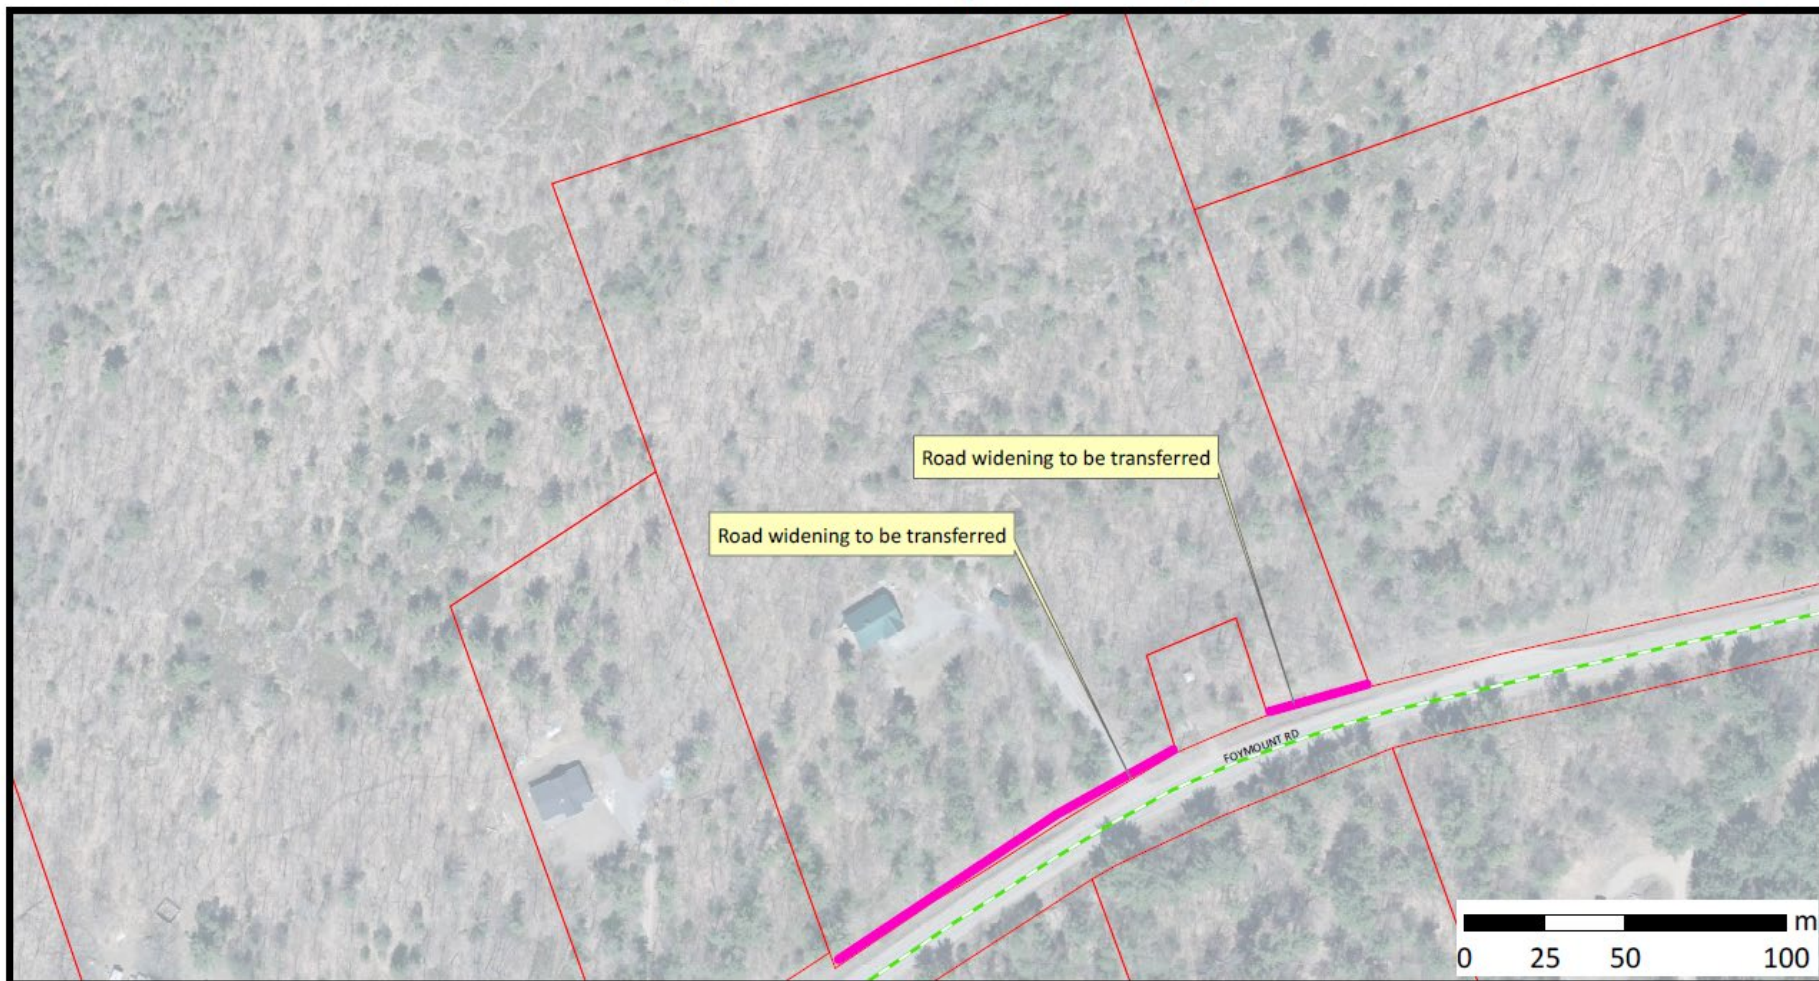 Road widening to be transferred
Road widening to be transferred
FOYMOUNT RD
m
0 25 50 100